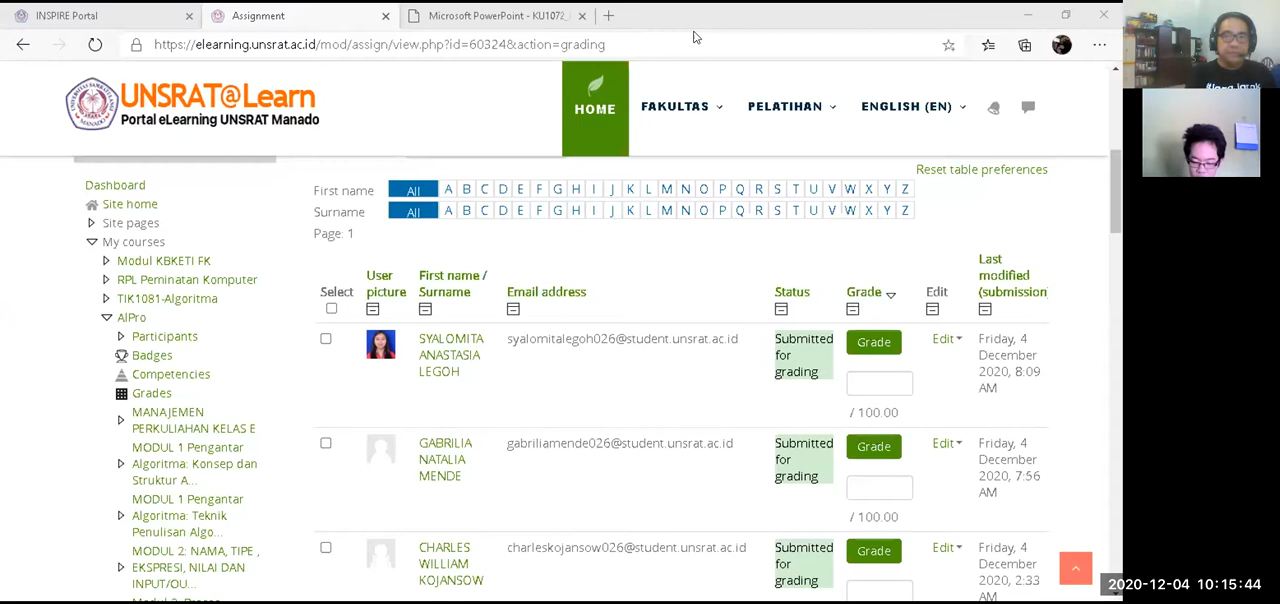 INSPIRE Portal
Assignment
Microsoft PowerPoint - KU1072_
https://elearning.unsrat.ac.id/mod/assign/view.php?id=60324&action=grading
UNSRAT@Learn
Portal eLearning UNSRAT Manado
HOME
FAKULTAS
PELATIHAN
ENGLISH (EN)
Reset table preferences
Dashboard
Site home
Site pages
My courses
Modul KBKETI FK
RPL Peminatan Komputer
TIK1081-Algoritma
AlPro
Participants
Badges
Competencies
Grades
MANAJEMEN
PERKULIAHAN KELAS E
MODUL 1 Pengantar
Algoritma: Konsep dan
Struktur A...
MODUL 1 Pengantar
Algoritma: Teknik
Penulisan Algo...
MODUL 2: NAMA, TIPE ,
EKSPRESI, NILAI DAN
INPUT/OU...
First name All A B C D E F G H I J K L M N O P Q R S T U V W X Y Z
Surname All A B C D E F G H I J K L M N O P Q R S T U V W X Y Z
Page: 1
Select
User
picture
First name /
Surname
Email address
Status
Grade
Edit
Last
modified
(submission)
SYALOMITA
ANASTASIA
LEGOH
syalomitalegoh026@student.unsrat.ac.id
Submitted
for
grading
Grade
/ 100.00
Edit
Friday, 4
December
2020, 8:09
AM
GABRILIA
NATALIA
MENDE
gabriliamende026@student.unsrat.ac.id
Submitted
for
grading
Grade
/ 100.00
Edit
Friday, 4
December
2020, 7:56
AM
CHARLES
WILLIAM
KOJANSOW
charleskojansow026@student.unsrat.ac.id
Submitted
for
grading
Grade
Edit
Friday, 4
December
2020, 2:33
AM
2020-12-04 10:15:44